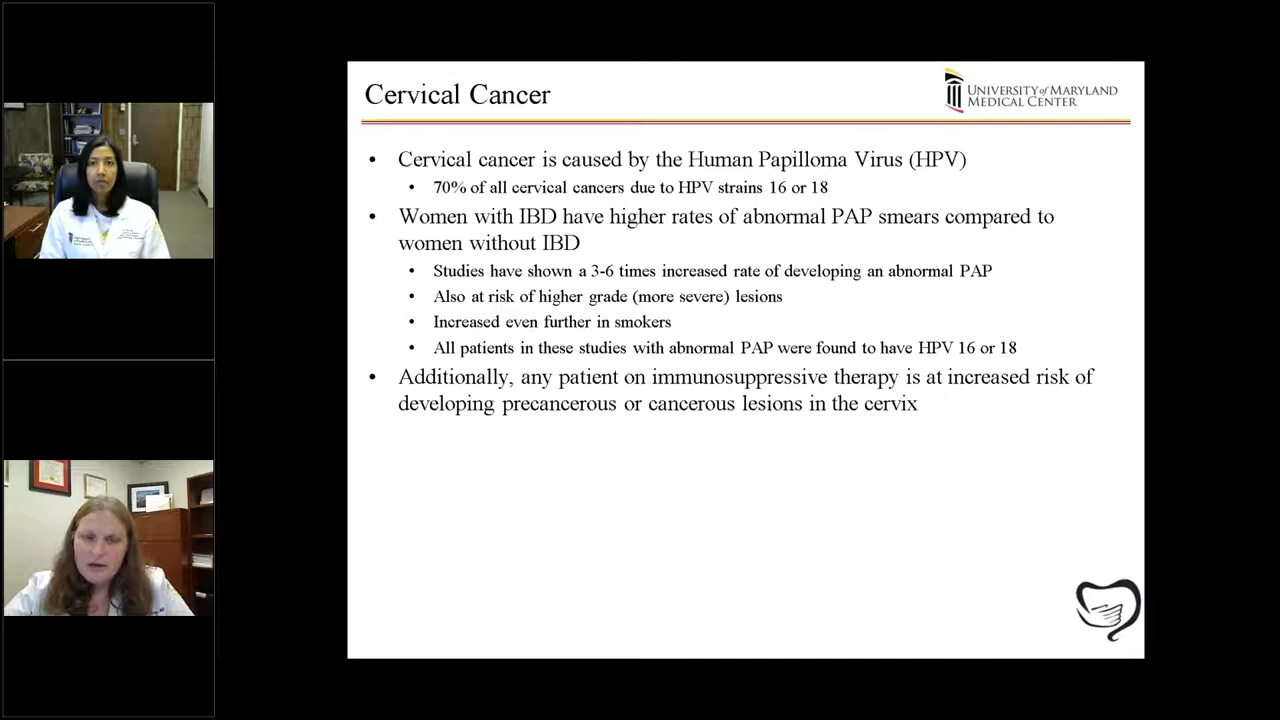 Cervical Cancer
UNIVERSITY of MARYLAND
MEDICAL CENTER
• Cervical cancer is caused by the Human Papilloma Virus (HPV)
• 70% of all cervical cancers due to HPV strains 16 or 18
• Women with IBD have higher rates of abnormal PAP smears compared to
women without IBD
• Studies have shown a 3-6 times increased rate of developing an abnormal PAP
• Also at risk of higher grade (more severe) lesions
• Increased even further in smokers
• All patients in these studies with abnormal PAP were found to have HPV 16 or 18
• Additionally, any patient on immunosuppressive therapy is at increased risk of
developing precancerous or cancerous lesions in the cervix